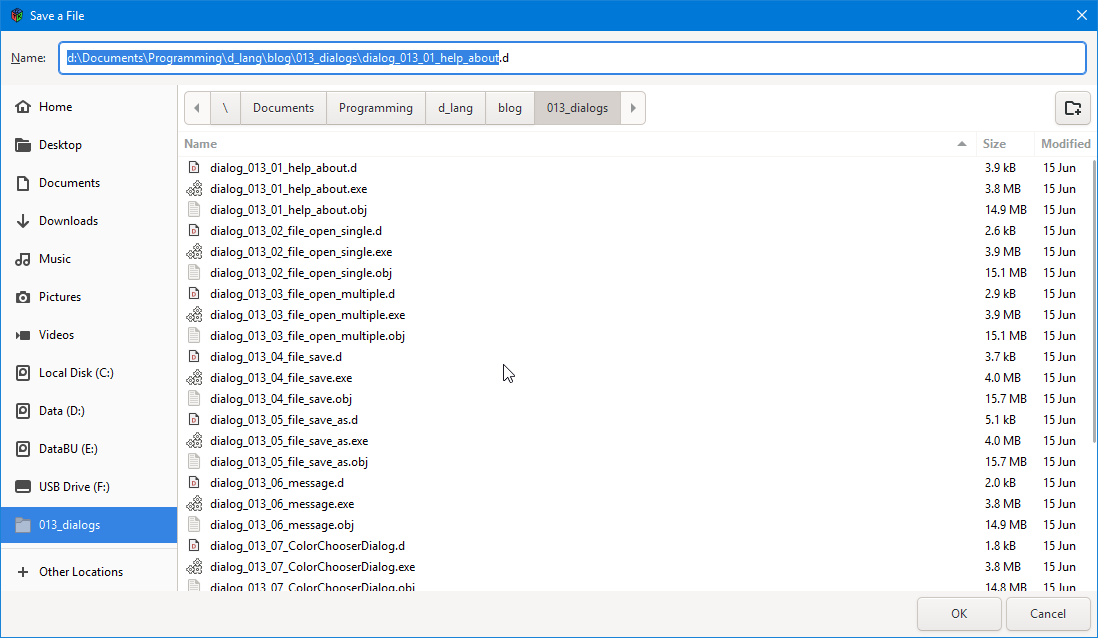 Save a File
Name: d:\Documents\Programming\d_lang\blog\013_dialogs\dialog_013_01_help_about.d
Home
Desktop
Documents
Downloads
Music
Pictures
Videos
Local Disk (C:)
Data (D:)
DataBU (E:)
USB Drive (F:)
013_dialogs
Other Locations
\ Documents Programming d_lang blog 013_dialogs
Name Size Modified
dialog_013_01_help_about.d 3.9 kB 15 Jun
dialog_013_01_help_about.exe 3.8 MB 15 Jun
dialog_013_01_help_about.obj 14.9 MB 15 Jun
dialog_013_02_file_open_single.d 2.6 kB 15 Jun
dialog_013_02_file_open_single.exe 3.9 MB 15 Jun
dialog_013_02_file_open_single.obj 15.1 MB 15 Jun
dialog_013_03_file_open_multiple.d 2.9 kB 15 Jun
dialog_013_03_file_open_multiple.exe 3.9 MB 15 Jun
dialog_013_03_file_open_multiple.obj 15.1 MB 15 Jun
dialog_013_04_file_save.d 3.7 kB 15 Jun
dialog_013_04_file_save.exe 4.0 MB 15 Jun
dialog_013_04_file_save.obj 15.7 MB 15 Jun
dialog_013_05_file_save_as.d 5.1 kB 15 Jun
dialog_013_05_file_save_as.exe 4.0 MB 15 Jun
dialog_013_05_file_save_as.obj 15.7 MB 15 Jun
dialog_013_06_message.d 2.0 kB 15 Jun
dialog_013_06_message.exe 3.8 MB 15 Jun
dialog_013_06_message.obj 14.9 MB 15 Jun
dialog_013_07_ColorChooserDialog.d 1.8 kB 15 Jun
dialog_013_07_ColorChooserDialog.exe 3.8 MB 15 Jun
dialog_013_07_ColorChooserDialog.obj 14.8 MB 15 Jun
OK Cancel